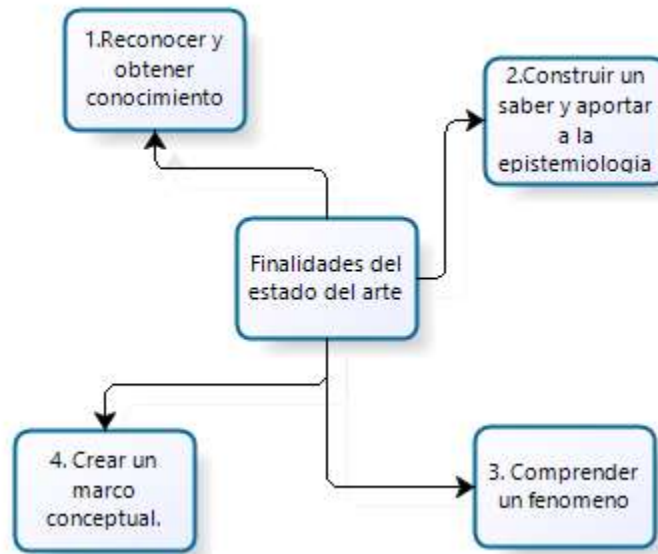 1.Reconocer y
obtener
conocimiento
2.Construir un
saber y aportar
a la
epistemiologia
Finalidades del
estado del arte
4. Crear un
marco
conceptual.
3. Comprender
un fenomeno